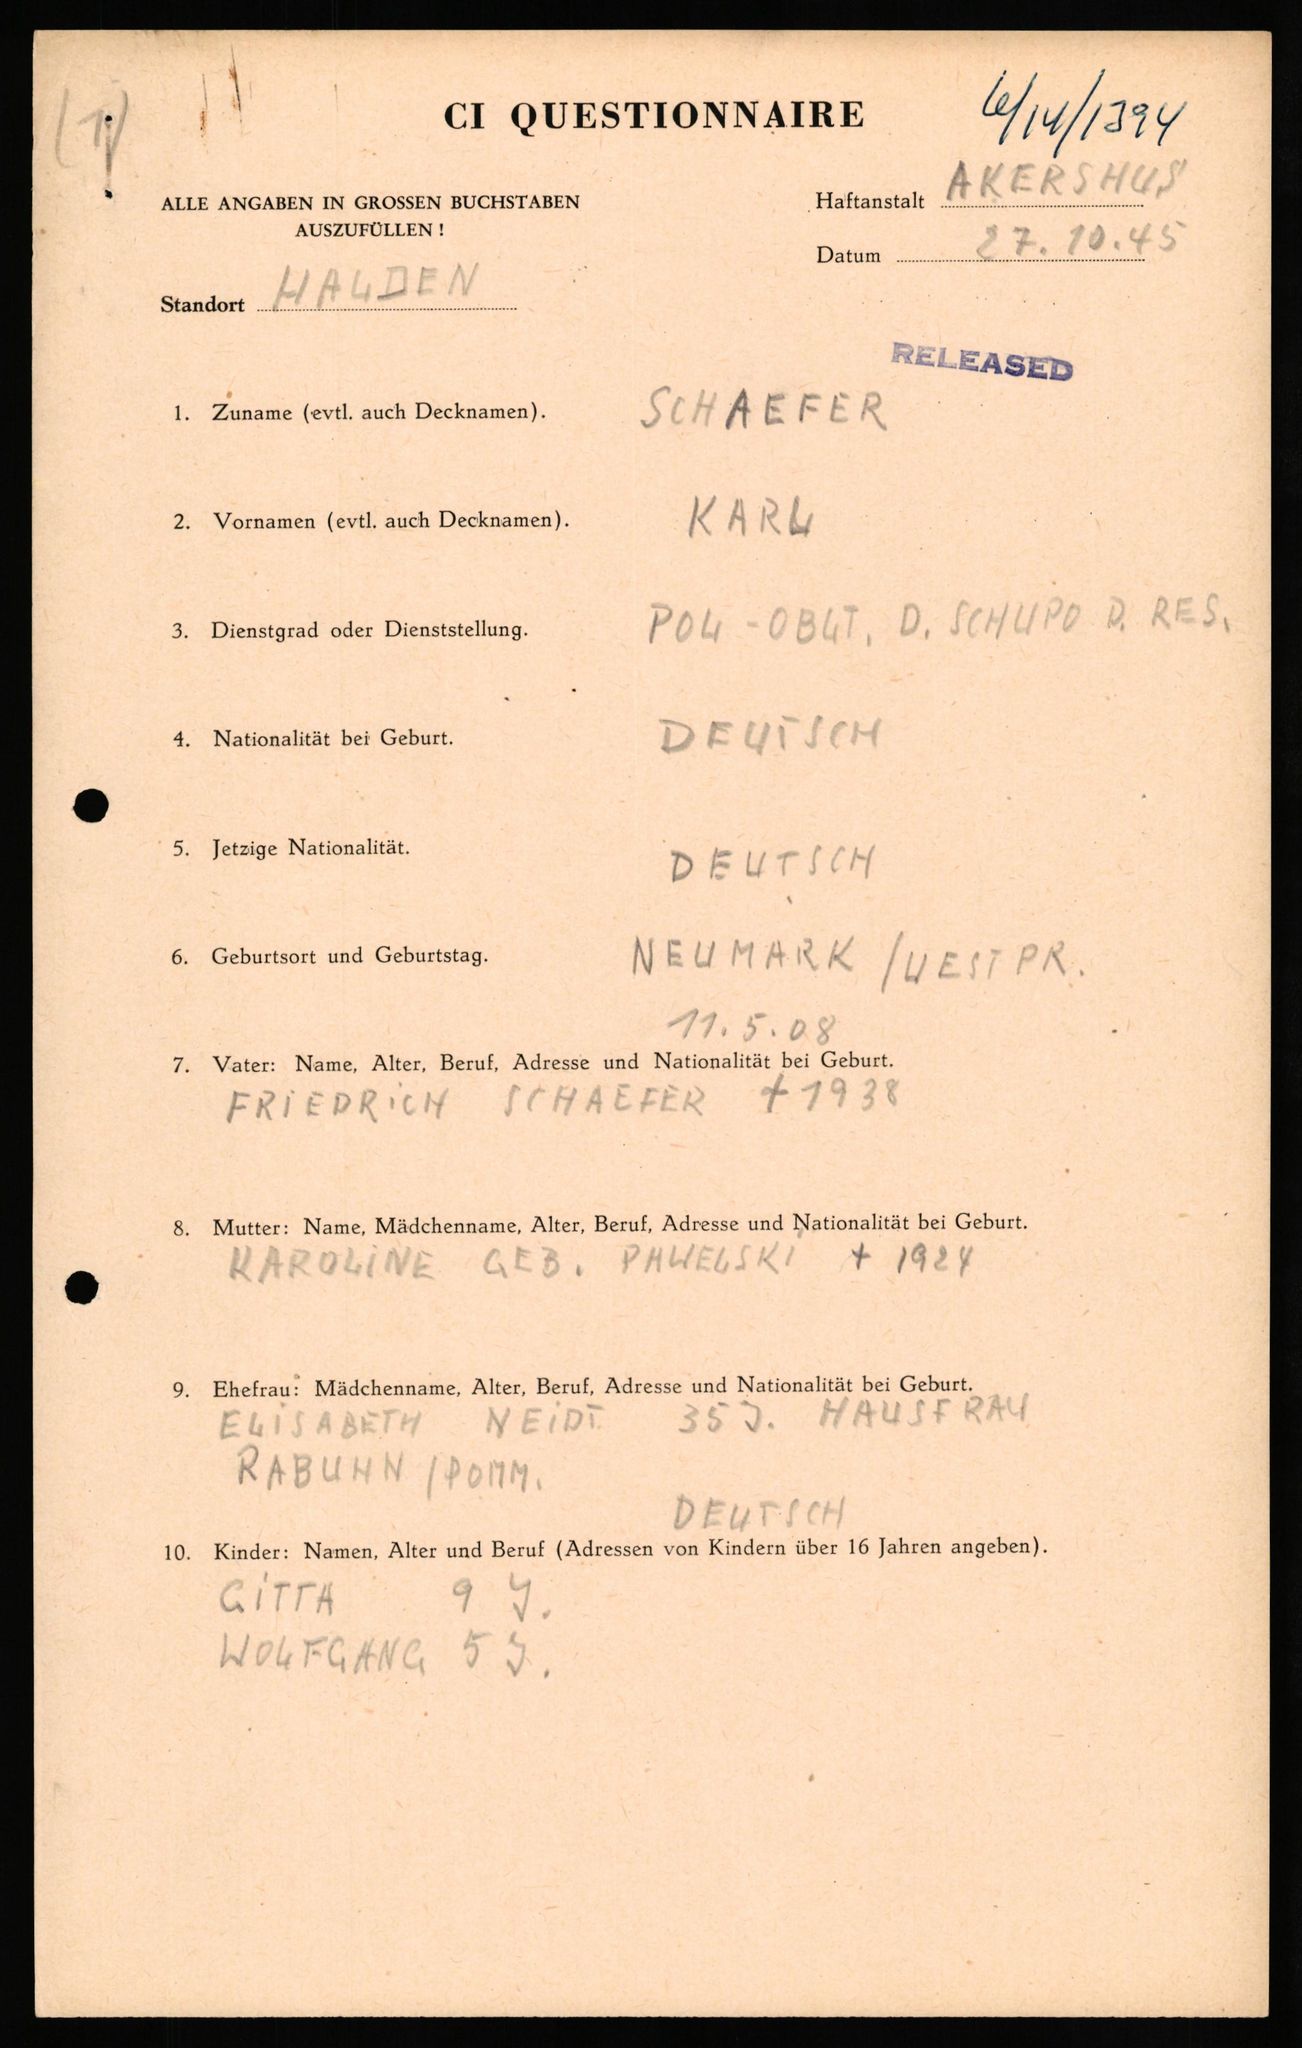 (1)
CI QUESTIONNAIRE
6/14/1394
ALLE ANGABEN IN GROSSEN BUCHSTABEN
AUSZUFÜLLEN !
Haftanstalt AKERSHUS
Datum 27.10.45
Standort HALDEN
RELEASED
1. Zuname (evtl. auch Decknamen). SCHAEFER
2. Vornamen (evtl. auch Decknamen). KARL
3. Dienstgrad oder Dienststellung. POL-OBLT. D. SCHUPO D. RES.
4. Nationalität bei Geburt. DEUTSCH
5. Jetzige Nationalität. DEUTSCH
6. Geburtsort und Geburtstag. NEUMARK /WESTPR.
11.5.08
7. Vater: Name, Alter, Beruf, Adresse und Nationalität bei Geburt.
FRIEDRICH SCHAEFER † 1938
8. Mutter: Name, Mädchenname, Alter, Beruf, Adresse und Nationalität bei Geburt.
KAROLINE GEB. PAWELSKI † 1924
9. Ehefrau: Mädchenname, Alter, Beruf, Adresse und Nationalität bei Geburt.
ELISABETH NEIDT 35 J. HAUSFRAU
RABUHN /POMM.
DEUTSCH
10. Kinder: Namen, Alter und Beruf (Adressen von Kindern über 16 Jahren angeben).
GITTA 9 J.
WOLFGANG 5 J.